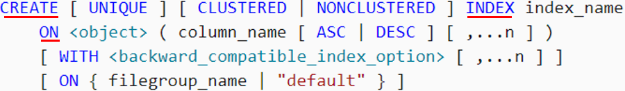 CREATE [ UNIQUE ] [ CLUSTERED | NONCLUSTERED ] INDEX index_name
ON <object> ( column_name [ ASC | DESC ] [ ,...n ] )
[ WITH <backward_compatible_index_option> [ ,...n ] ]
[ ON { filegroup_name | "default" } ]